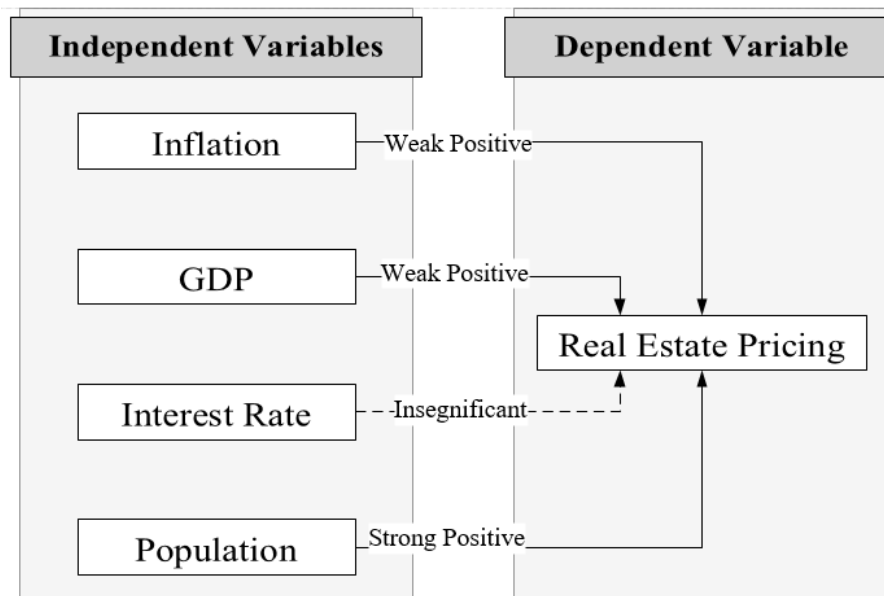 Independent Variables
Dependent Variable
Inflation
Weak Positive
GDP
Weak Positive
Real Estate Pricing
Interest Rate
Insegnificant
Population
Strong Positive